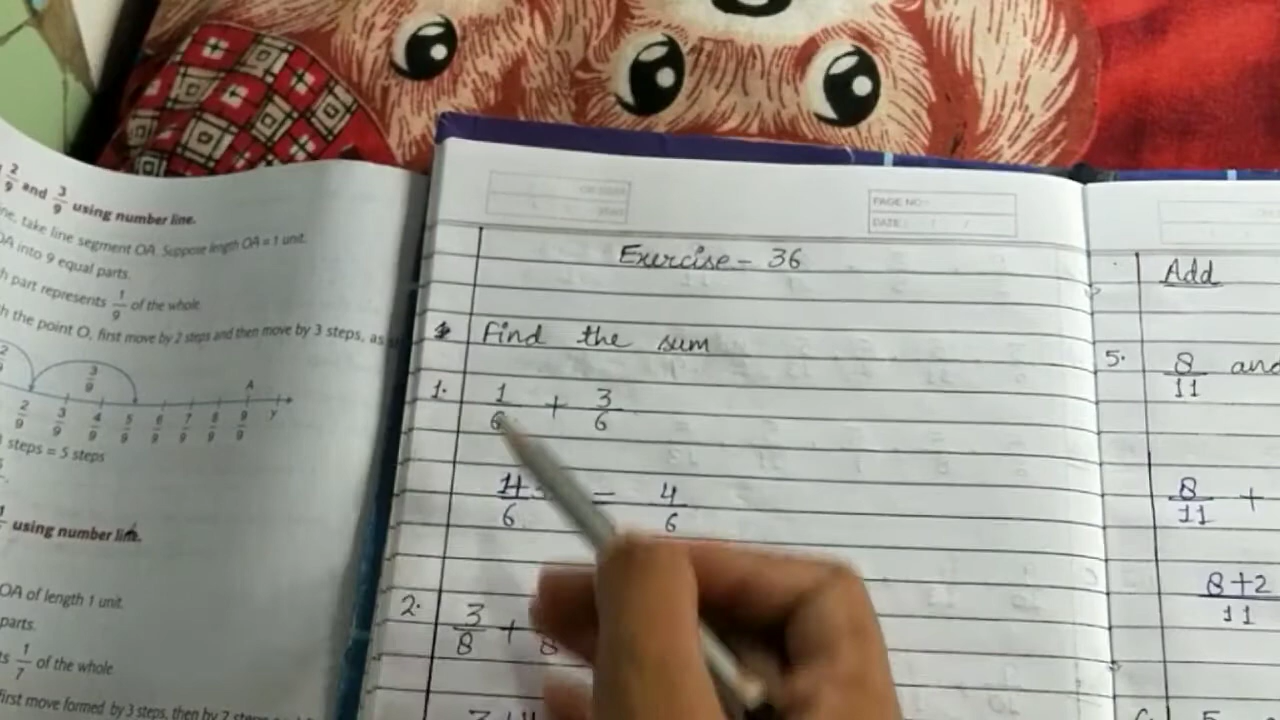 2/9 and 3/9 using number line.
take line segment OA. Suppose length OA = 1 unit.
OA into 9 equal parts.
part represents 1/9 of the whole
the point O, first move by 2 steps and then move by 3 steps, as
3/9
A
2/9 3/9 4/9 5/9 6/9 7/9 8/9 9/9 y
steps = 5 steps
using number line.
OA of length 1 unit.
parts.
1/7 of the whole
first move formed by 3 steps, then by 2 steps
PAGE NO.:
DATE: / /
Exercise - 36
Find the sum
1. 1/6 + 3/6
= 4/6
2. 3/8 +
Add
5. 8/11 and
8/11 +
8+2
11